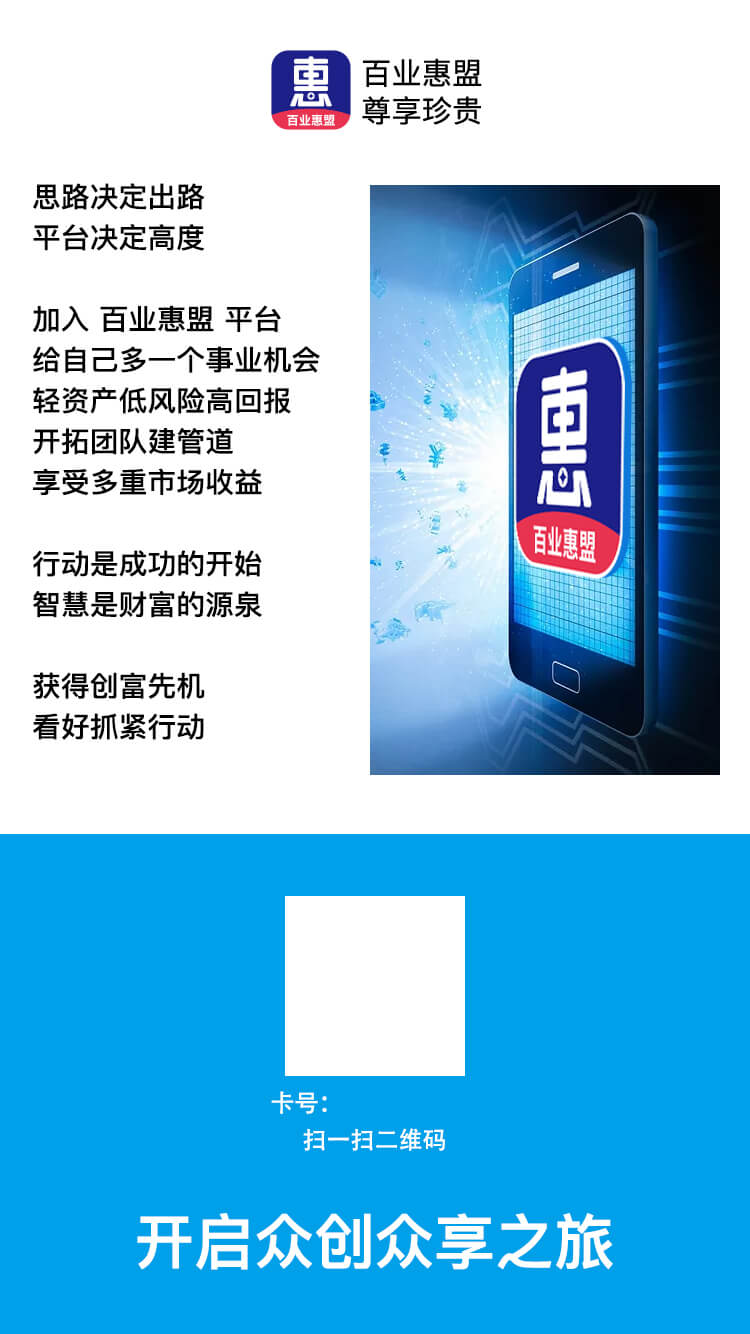 惠
百业惠盟
百业惠盟
尊享珍贵
思路决定出路
平台决定高度
加入 百业惠盟 平台
给自己多一个事业机会
轻资产低风险高回报
开拓团队建管道
享受多重市场收益
行动是成功的开始
智慧是财富的源泉
获得创富先机
看好抓紧行动
惠
百业惠盟
卡号：
扫一扫二维码
开启众创众享之旅